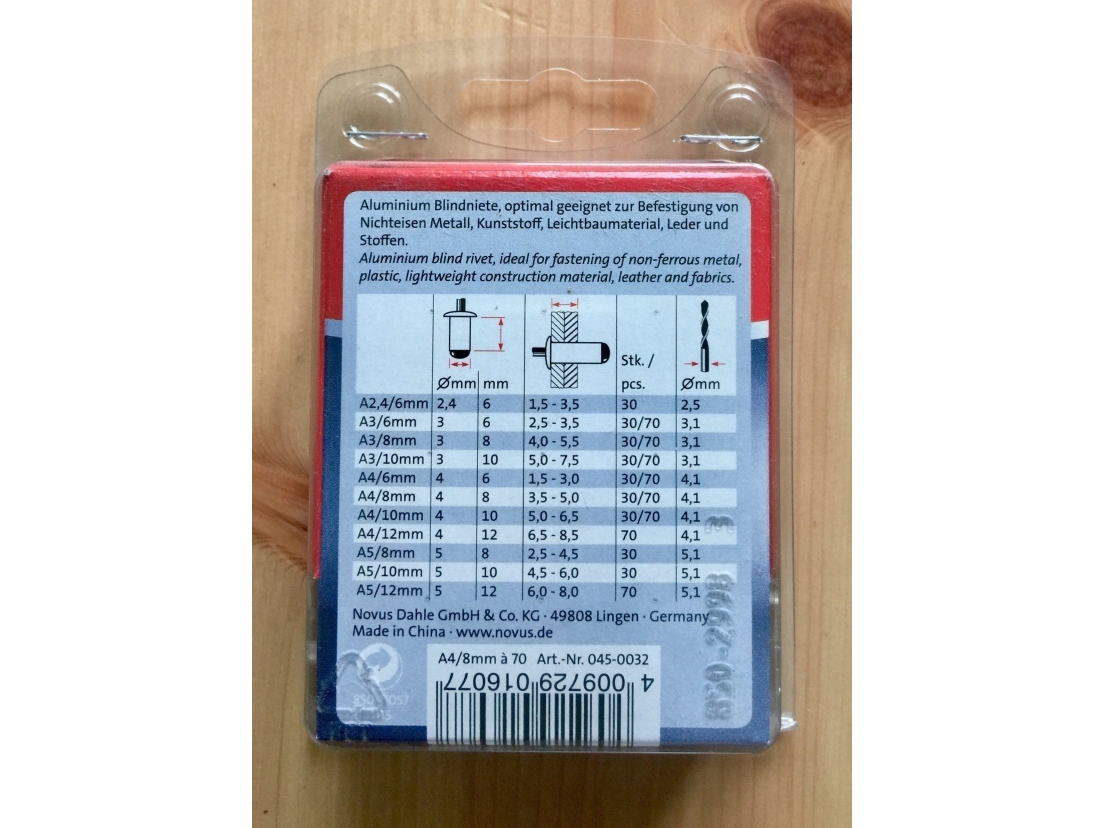 Aluminium Blindniete, optimal geeignet zur Befestigung von
Nichteisen Metall, Kunststoff, Leichtbaumaterial, Leder und
Stoffen.
Aluminium blind rivet, ideal for fastening of non-ferrous metal,
plastic, lightweight construction material, leather and fabrics.
Stk. /
Ømm mm pcs. Ømm
A2,4/6mm 2,4 6 1,5 - 3,5 30 2,5
A3/6mm 3 6 2,5 - 3,5 30/70 3,1
A3/8mm 3 8 4,0 - 5,5 30/70 3,1
A3/10mm 3 10 5,0 - 7,5 30/70 3,1
A4/6mm 4 6 1,5 - 3,0 30/70 4,1
A4/8mm 4 8 3,5 - 5,0 30/70 4,1
A4/10mm 4 10 5,0 - 6,5 30/70 4,1
A4/12mm 4 12 6,5 - 8,5 70 4,1
A5/8mm 5 8 2,5 - 4,5 30 5,1
A5/10mm 5 10 4,5 - 6,0 30 5,1
A5/12mm 5 12 6,0 - 8,0 70 5,1
Novus Dahle GmbH & Co. KG · 49808 Lingen · Germany
Made in China · www.novus.de
A4/8mm à 70 Art.-Nr. 045-0032
4 009729 016077